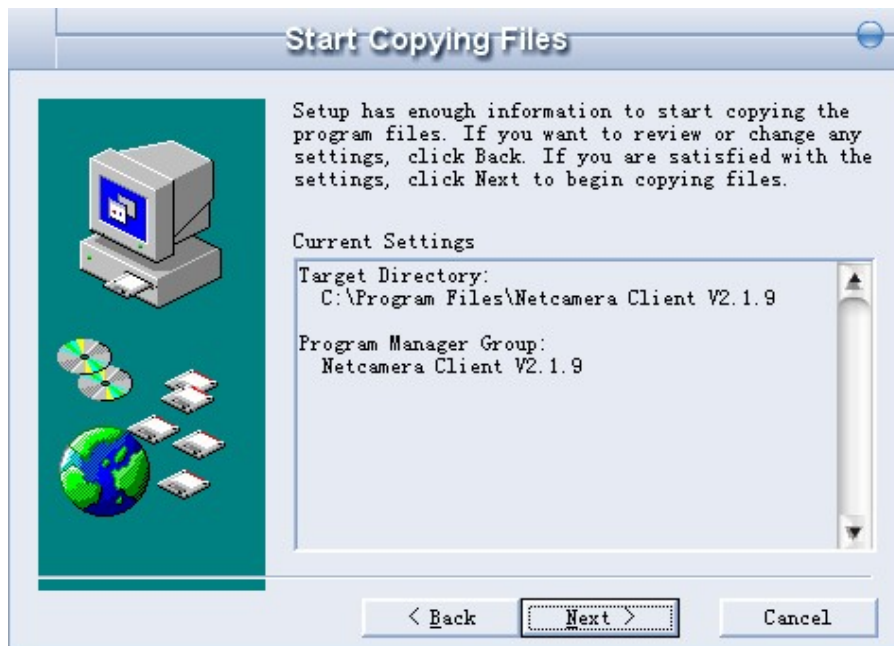 Start Copying Files
Setup has enough information to start copying the
program files. If you want to review or change any
settings, click Back. If you are satisfied with the
settings, click Next to begin copying files.
Current Settings
Target Directory:
C:\Program Files\Netcamera Client V2.1.9
Program Manager Group:
Netcamera Client V2.1.9
< Back
Next >
Cancel